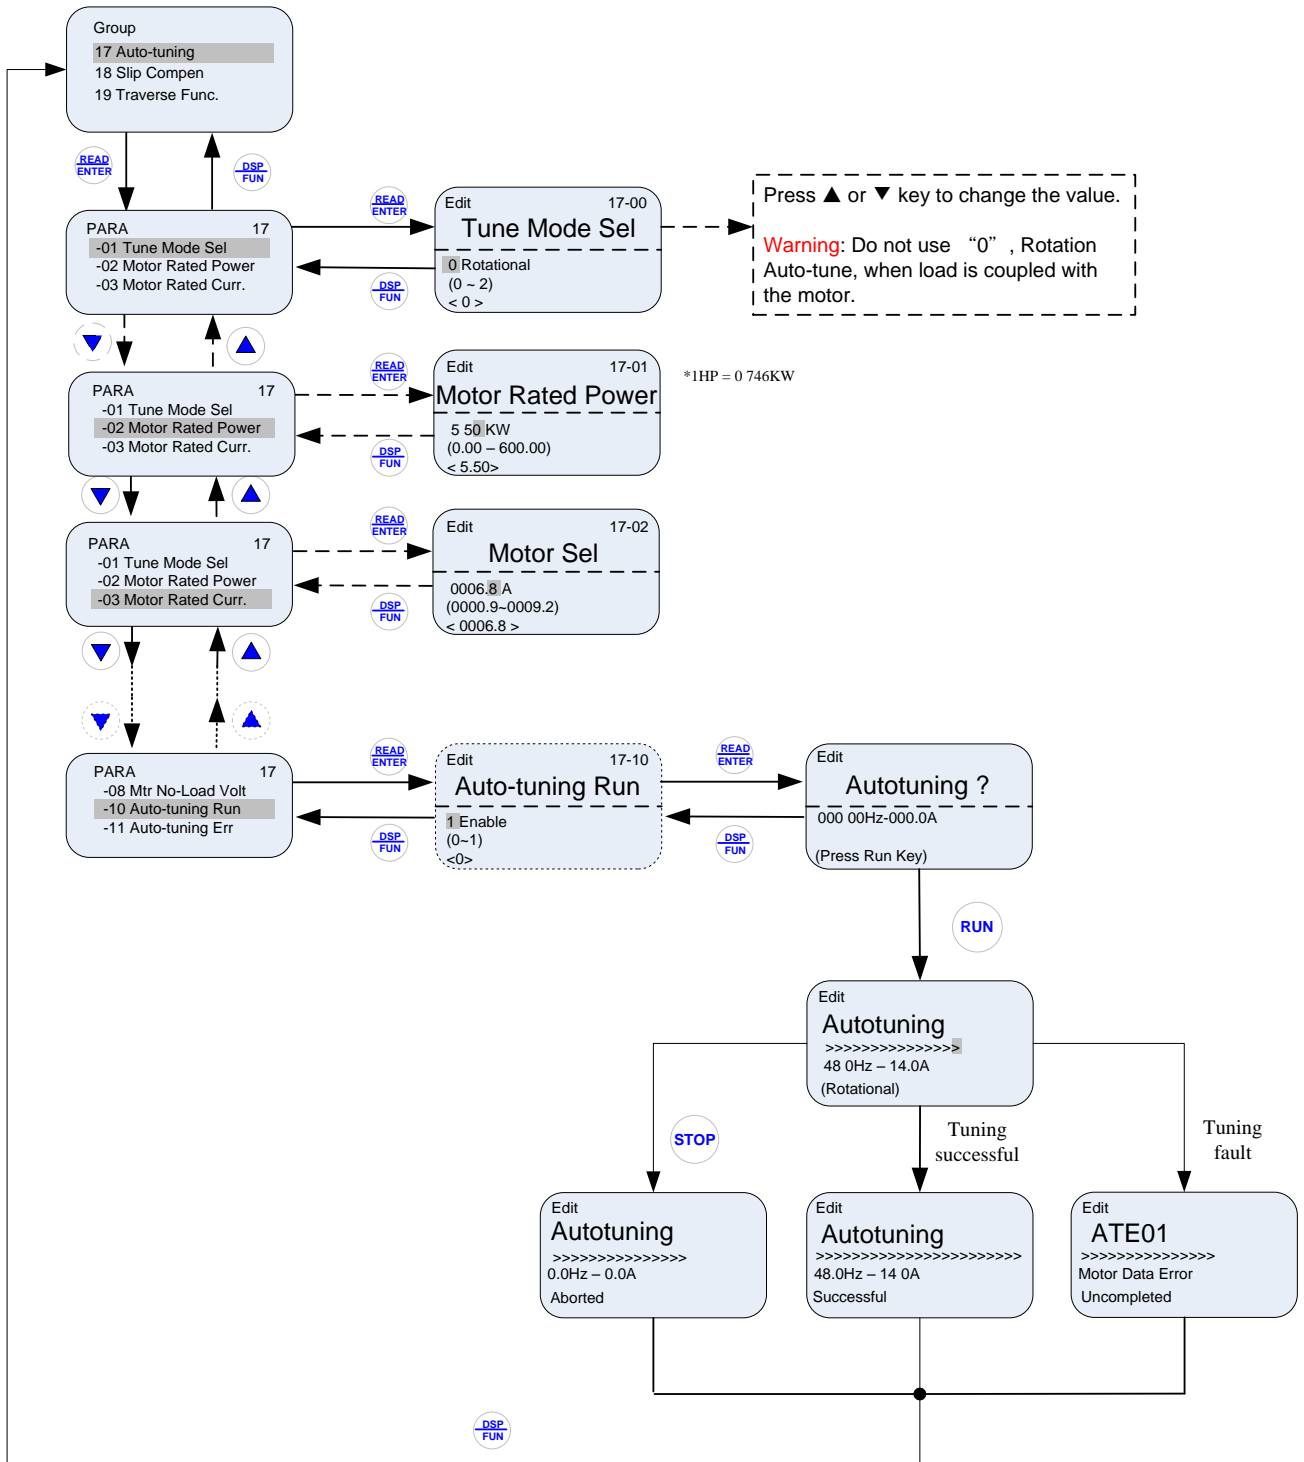 Group
17 Auto-tuning
18 Slip Compen
19 Traverse Func.
READ
ENTER
DSP
FUN
PARA 17
-01 Tune Mode Sel
-02 Motor Rated Power
-03 Motor Rated Curr.
READ
ENTER
DSP
FUN
Edit 17-00
Tune Mode Sel
0 Rotational
(0 ~ 2)
< 0 >
Press ▲ or ▼ key to change the value.
Warning: Do not use “0” , Rotation
Auto-tune, when load is coupled with
the motor.
PARA 17
-01 Tune Mode Sel
-02 Motor Rated Power
-03 Motor Rated Curr.
READ
ENTER
DSP
FUN
Edit 17-01
Motor Rated Power
5 50 KW
(0.00 – 600.00)
< 5.50>
*1HP = 0 746KW
PARA 17
-01 Tune Mode Sel
-02 Motor Rated Power
-03 Motor Rated Curr.
READ
ENTER
DSP
FUN
Edit 17-02
Motor Sel
0006.8 A
(0000.9~0009.2)
< 0006.8 >
PARA 17
-08 Mtr No-Load Volt
-10 Auto-tuning Run
-11 Auto-tuning Err
READ
ENTER
DSP
FUN
Edit 17-10
Auto-tuning Run
1 Enable
(0~1)
<0>
READ
ENTER
DSP
FUN
Edit
Autotuning ?
000 00Hz-000.0A
(Press Run Key)
RUN
Edit
Autotuning
>>>>>>>>>>>>>>>
48 0Hz – 14.0A
(Rotational)
STOP
Tuning
successful
Tuning
fault
Edit
Autotuning
>>>>>>>>>>>>>>>
0.0Hz – 0.0A
Aborted
Edit
Autotuning
>>>>>>>>>>>>>>>>>>>>>>>
48.0Hz – 14 0A
Successful
Edit
ATE01
>>>>>>>>>>>>>>>
Motor Data Error
Uncompleted
DSP
FUN